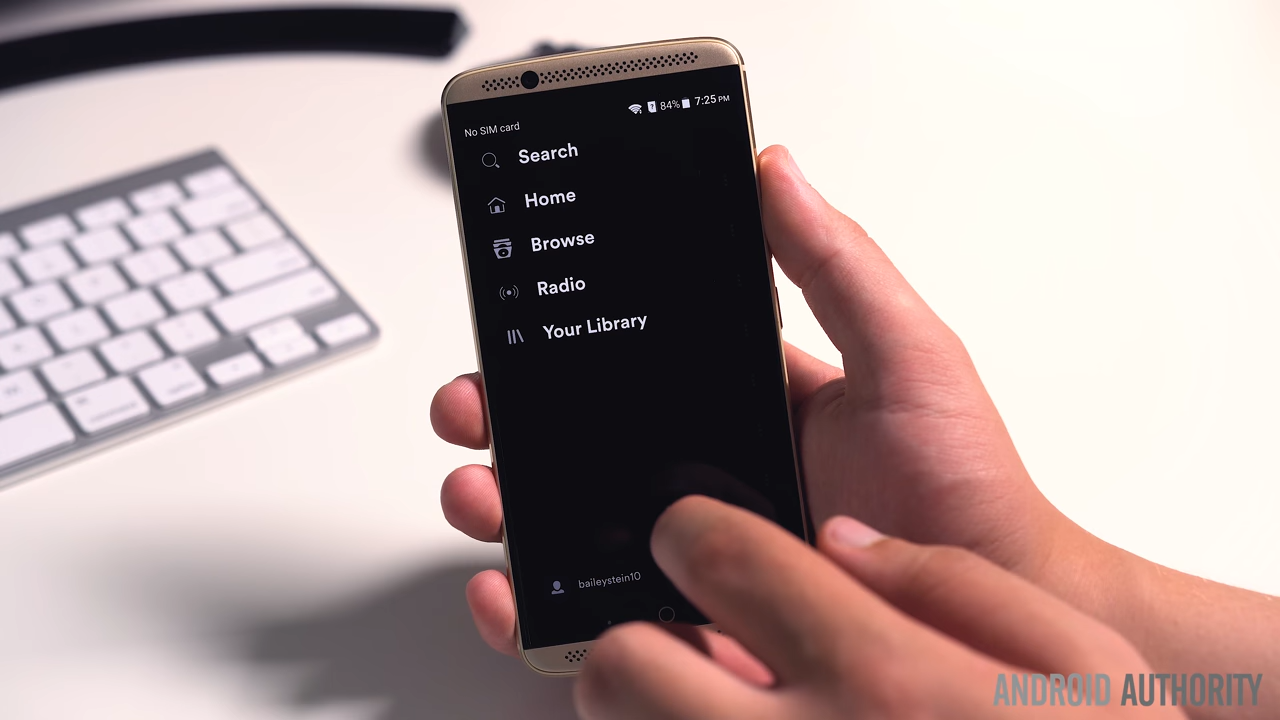 No SIM card
84%
7:25 PM
Search
Home
Browse
Radio
Your Library
baileystein10
ANDROID AUTHORITY